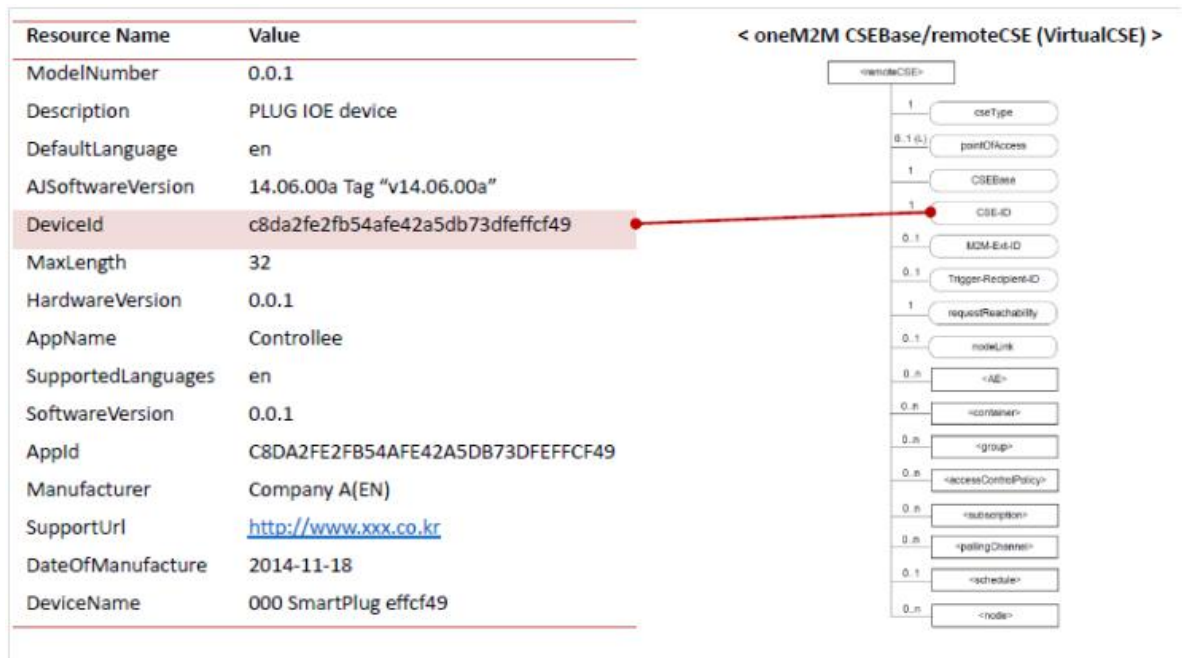 Resource Name Value
ModelNumber 0.0.1
Description PLUG IOE device
DefaultLanguage en
AJSoftwareVersion 14.06.00a Tag “v14.06.00a”
DeviceId c8da2fe2fb54afe42a5db73dfeffcf49
MaxLength 32
HardwareVersion 0.0.1
AppName Controllee
SupportedLanguages en
SoftwareVersion 0.0.1
AppId C8DA2FE2FB54AFE42A5DB73DFEFFCF49
Manufacturer Company A(EN)
SupportUrl http://www.xxx.co.kr
DateOfManufacture 2014-11-18
DeviceName 000 SmartPlug effcf49
< oneM2M CSEBase/remoteCSE (VirtualCSE) >
<remoteCSE>
1 cseType
0..1 (L) pointOfAccess
1 CSEBase
1 CSE-ID
0..1 M2M-Ext-ID
0..1 Trigger-Recipient-ID
1 requestReachability
0..1 nodeLink
0..n <AE>
0..n <container>
0..n <group>
0..n <accessControlPolicy>
0..n <subscription>
0..n <pollingChannel>
0..1 <schedule>
0..n <node>